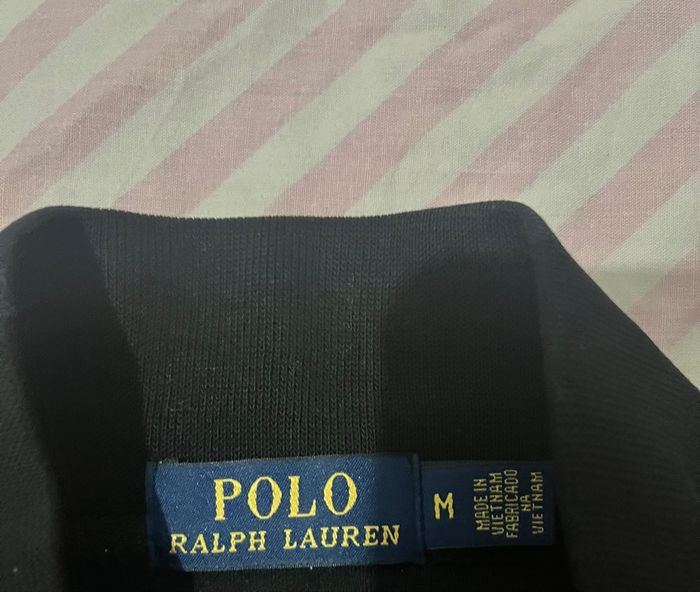 POLO
RALPH LAUREN
M
MADE IN
VIETNAM
FABRICADO
NA
VIETNAM